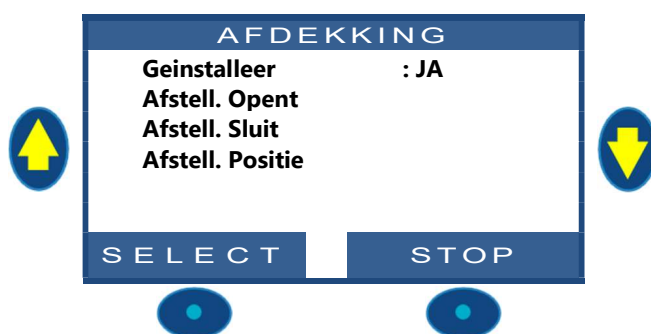 AFDEKKING
Geinstalleer : JA
Afstell. Opent
Afstell. Sluit
Afstell. Positie
SELECT STOP